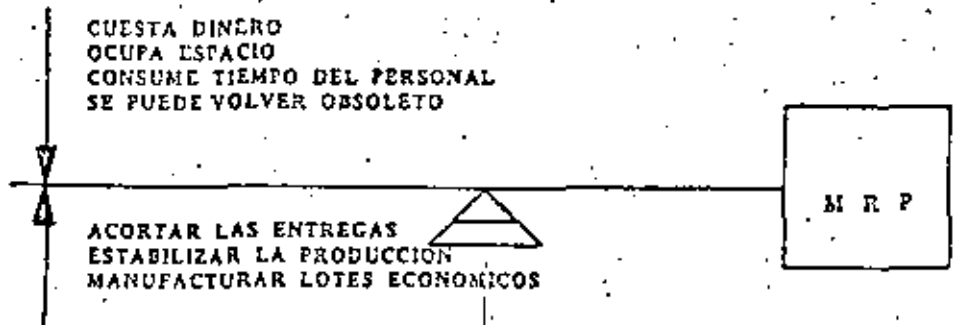 CUESTA DINERO
OCUPA ESPACIO
CONSUME TIEMPO DEL PERSONAL
SE PUEDE VOLVER OBSOLETO
M R P
ACORTAR LAS ENTREGAS
ESTABILIZAR LA PRODUCCION
MANUFACTURAR LOTES ECONOMICOS